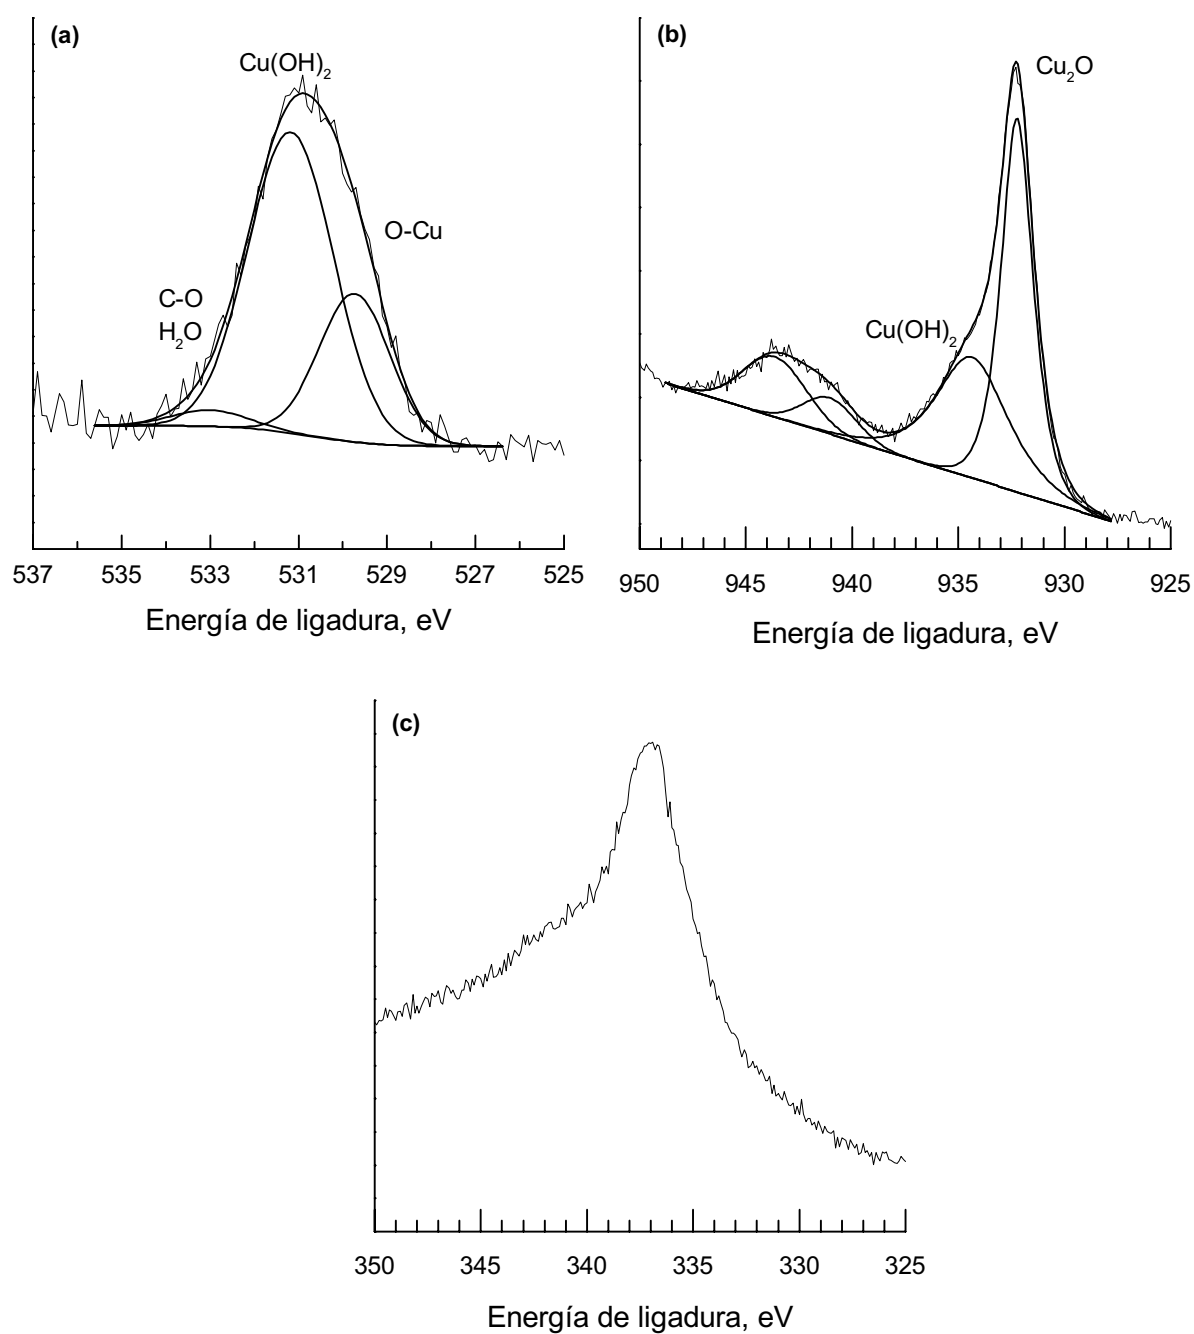 (a)
Cu(OH)₂
O-Cu
C-O
H₂O
537 535 533 531 529 527 525
Energía de ligadura, eV
(b)
Cu₂O
Cu(OH)₂
950 945 940 935 930 925
Energía de ligadura, eV
(c)
350 345 340 335 330 325
Energía de ligadura, eV